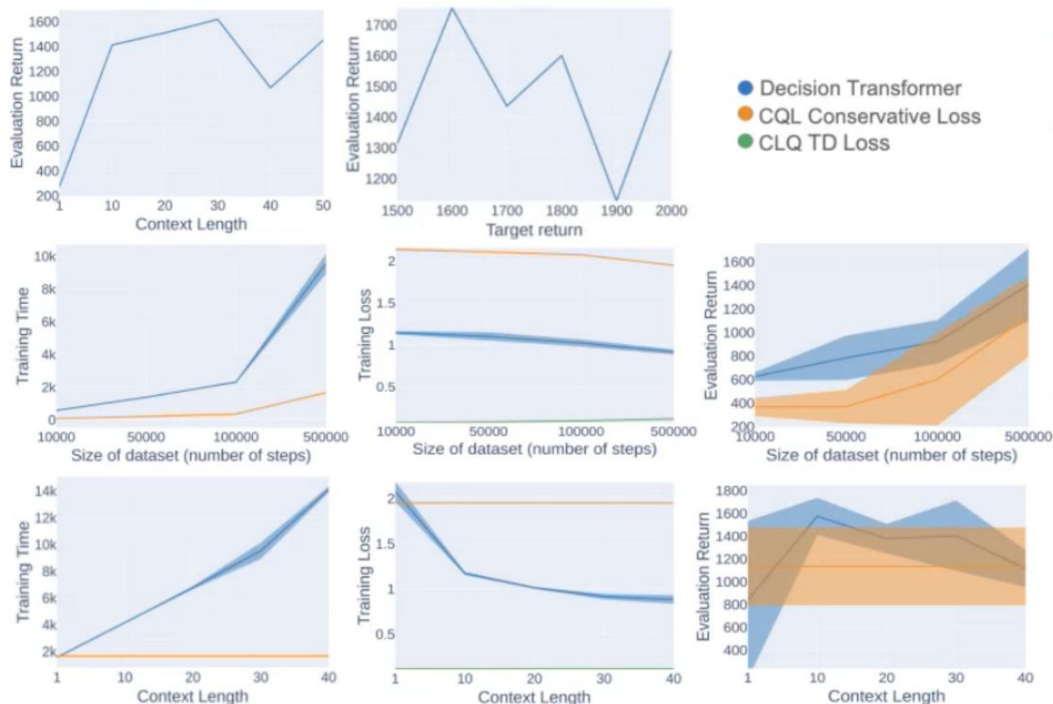 Evaluation Return
1600
1400
1200
1000
800
600
400
200
1 10 20 30 40 50
Context Length
Evaluation Return
1700
1600
1500
1400
1300
1200
1500 1600 1700 1800 1900 2000
Target return
Decision Transformer
CQL Conservative Loss
CLQ TD Loss
Training Time
10k
8k
6k
4k
2k
0
10000 50000 100000 500000
Size of dataset (number of steps)
Training Loss
2
1.5
1
0.5
10000 50000 100000 500000
Size of dataset (number of steps)
Evaluation Return
1600
1400
1200
1000
800
600
400
200
10000 50000 100000 500000
Size of dataset (number of steps)
Training Time
14k
12k
10k
8k
6k
4k
2k
1 10 20 30 40
Context Length
Training Loss
2
1.5
1
0.5
1 10 20 30 40
Context Length
Evaluation Return
1800
1600
1400
1200
1000
800
600
400
1 10 20 30 40
Context Length